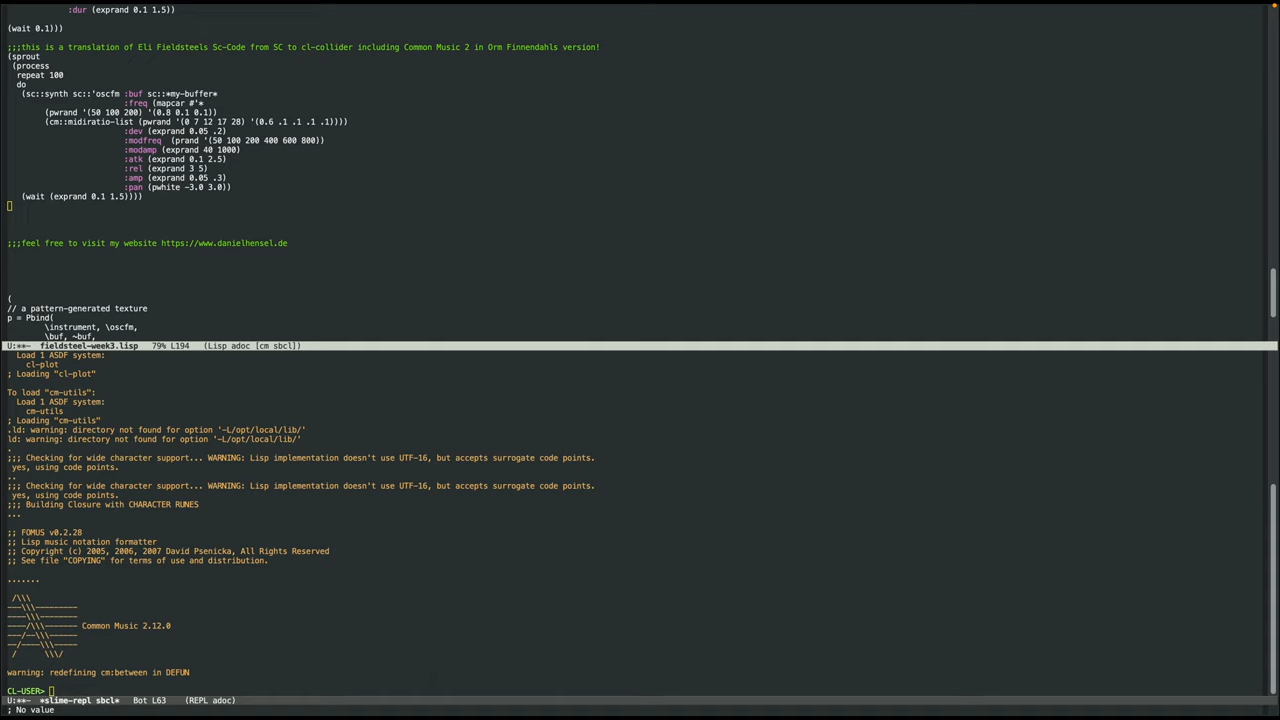 :dur (exprand 0.1 1.5))
(wait 0.1)))
;;;this is a translation of Eli Fieldsteels Sc-Code from SC to cl-collider including Common Music 2 in Orm Finnendahls version!
(sprout
(process
repeat 100
do
(sc::synth sc::'oscfm :buf sc::*my-buffer*
:freq (mapcar #'*
(pwrand '(50 100 200) '(0.8 0.1 0.1))
(cm::midiratio-list (pwrand '(0 7 12 17 28) '(0.6 .1 .1 .1 .1))))
:dev (exprand 0.05 .2)
:modfreq  (prand '(50 100 200 400 600 800))
:modamp (exprand 40 1000)
:atk (exprand 0.1 2.5)
:rel (exprand 3 5)
:amp (exprand 0.05 .3)
:pan (pwhite -3.0 3.0))
(wait (exprand 0.1 1.5))))
;;;feel free to visit my website https://www.danielhensel.de
(
// a pattern-generated texture
p = Pbind(
\instrument, \oscfm,
\buf, ~buf,
U:**-  fieldsteel-week3.lisp   79% L194   (Lisp adoc [cm sbcl])
Load 1 ASDF system:
cl-plot
; Loading "cl-plot"
To load "cm-utils":
Load 1 ASDF system:
cm-utils
; Loading "cm-utils"
.ld: warning: directory not found for option '-L/opt/local/lib/'
ld: warning: directory not found for option '-L/opt/local/lib/'
.
;;; Checking for wide character support... WARNING: Lisp implementation doesn't use UTF-16, but accepts surrogate code points.
yes, using code points.
..
;;; Checking for wide character support... WARNING: Lisp implementation doesn't use UTF-16, but accepts surrogate code points.
yes, using code points.
;;; Building Closure with CHARACTER RUNES
...
;; FOMUS v0.2.28
;; Lisp music notation formatter
;; Copyright (c) 2005, 2006, 2007 David Psenicka, All Rights Reserved
;; See file "COPYING" for terms of use and distribution.
.......
/\\\
---\\\---------
----\\\--------
----/\\\------- Common Music 2.12.0
---/--\\\------
--/----\\\-----
/      \\\/
warning: redefining cm:between in DEFUN
CL-USER>
U:**-  *slime-repl sbcl*   Bot L63    (REPL adoc)
; No value